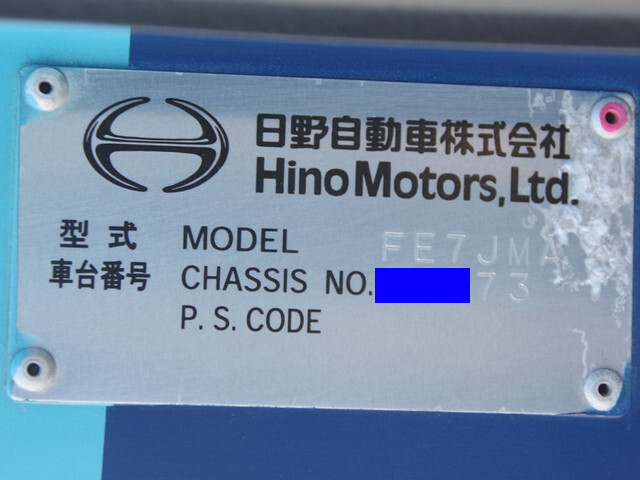 日野自動車株式会社
Hino Motors, Ltd.
型式 MODEL FE7JMA
車台番号 CHASSIS NO. 73
P. S. CODE